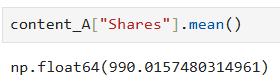 content_A["Shares"].mean()
np.float64(990.0157480314961)